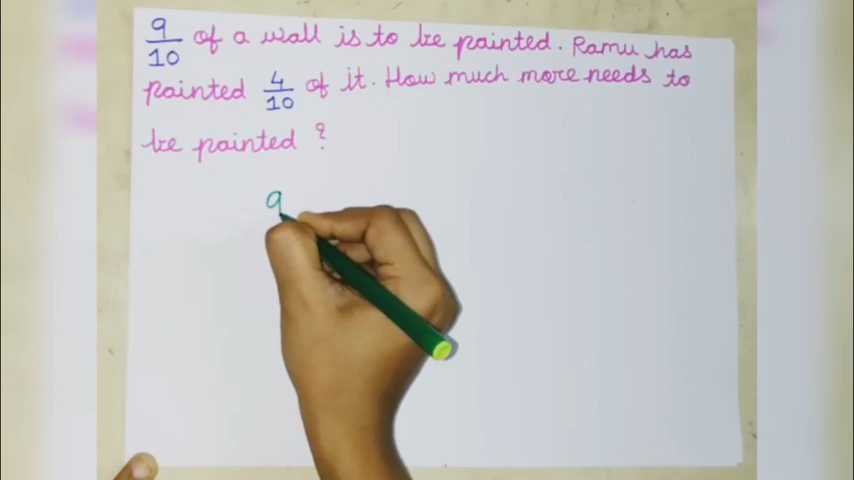 9/10 of a wall is to be painted. Ramu has
painted 4/10 of it. How much more needs to
be painted ?
9